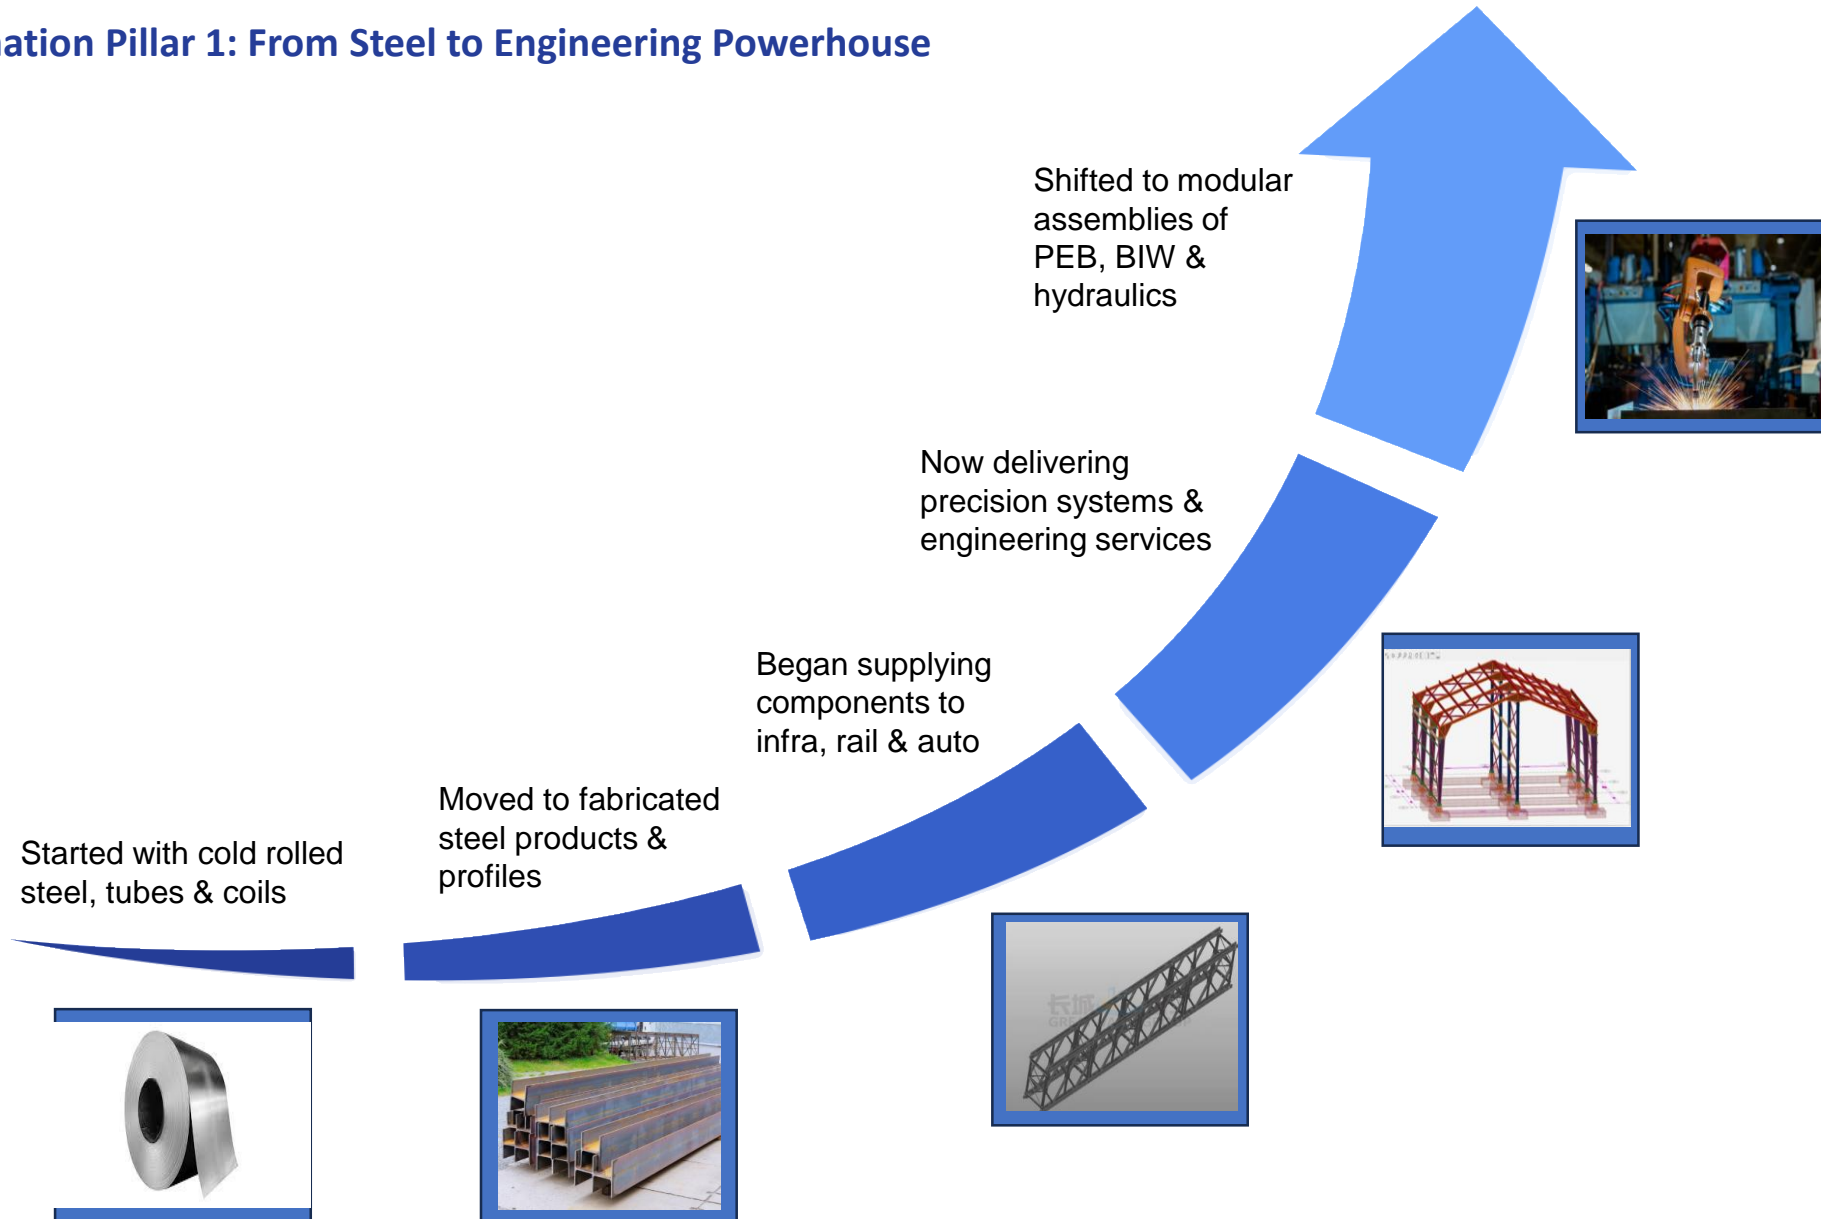 ation Pillar 1: From Steel to Engineering Powerhouse
Shifted to modular
assemblies of
PEB, BIW &
hydraulics
Now delivering
precision systems &
engineering services
Began supplying
components to
infra, rail & auto
Moved to fabricated
steel products &
profiles
Started with cold rolled
steel, tubes & coils
长城